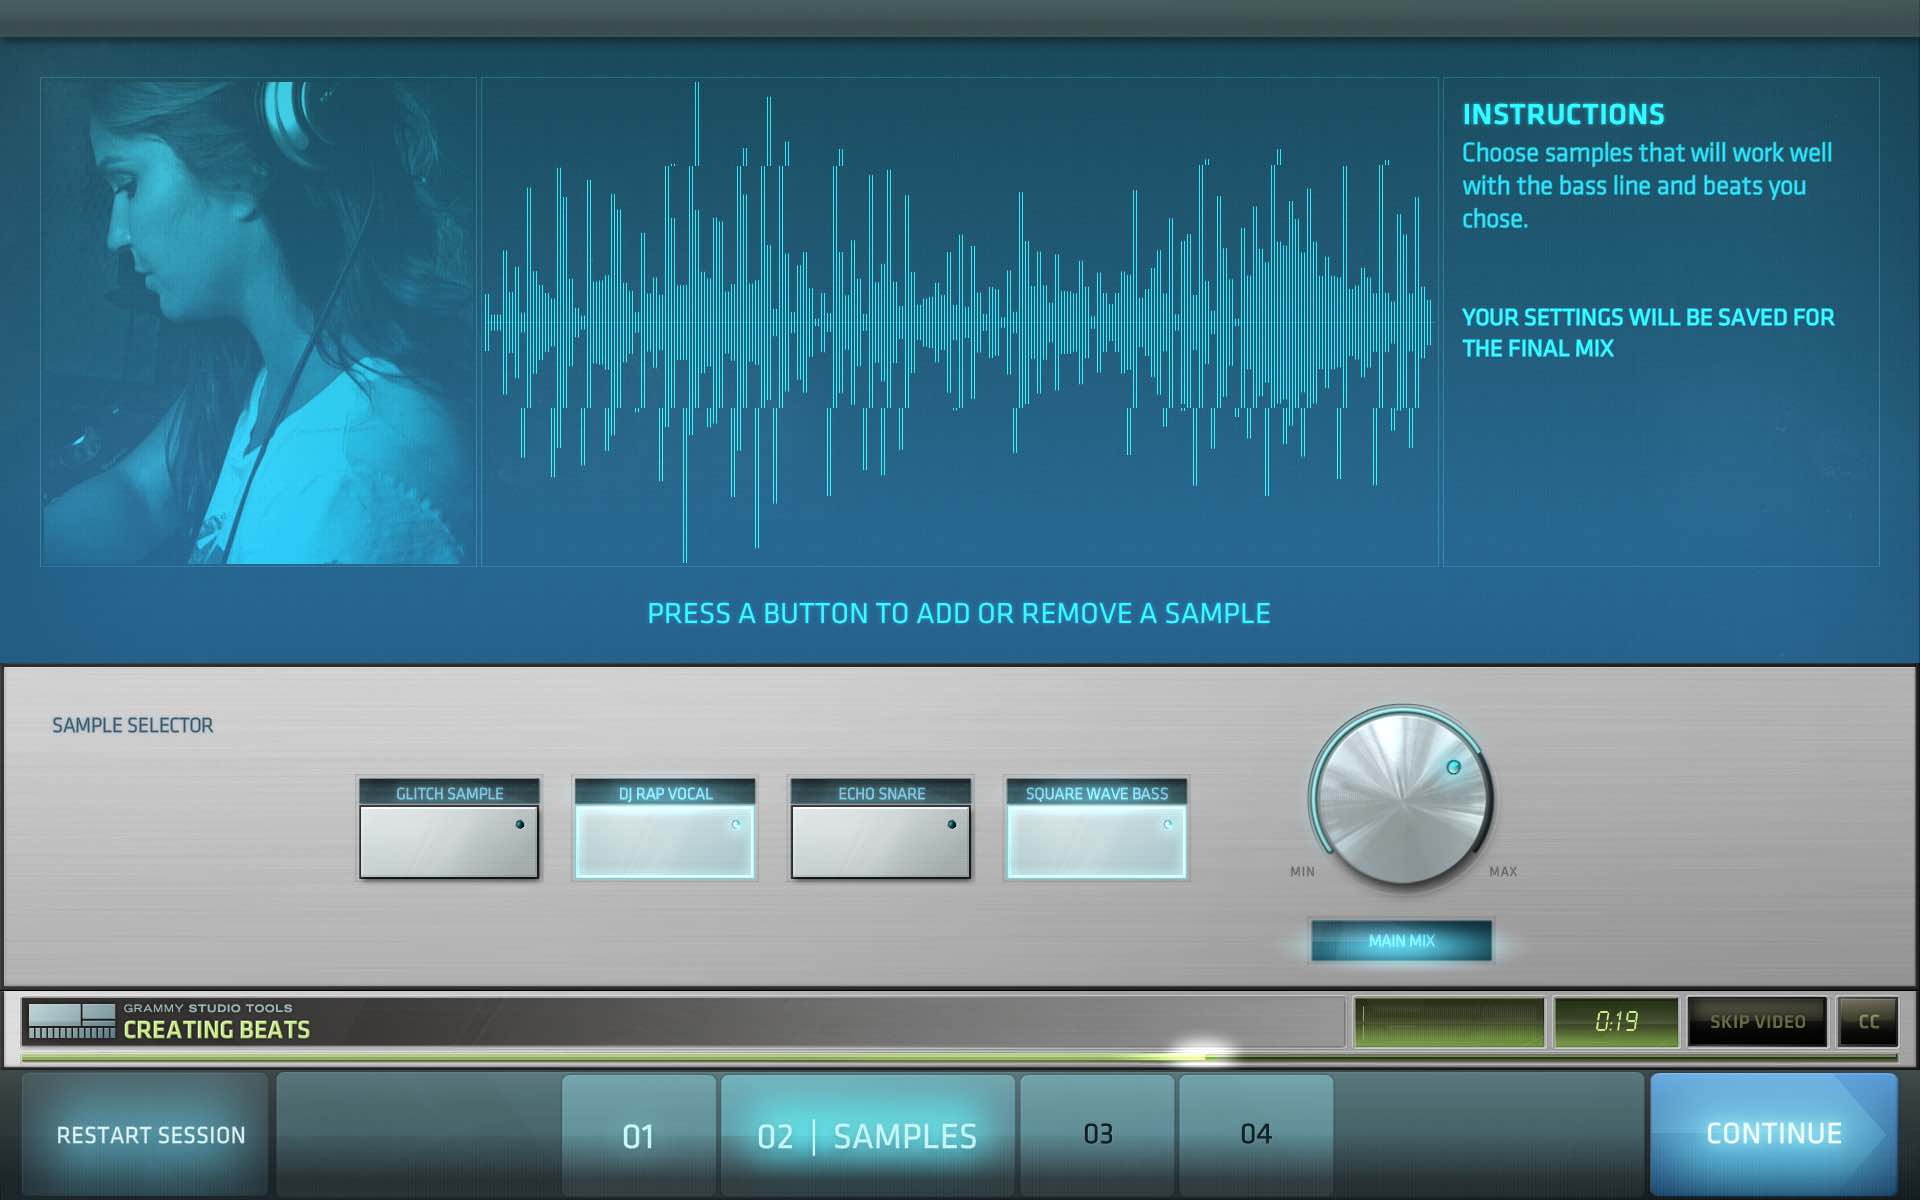 INSTRUCTIONS
Choose samples that will work well
with the bass line and beats you
chose.
YOUR SETTINGS WILL BE SAVED FOR
THE FINAL MIX
PRESS A BUTTON TO ADD OR REMOVE A SAMPLE
SAMPLE SELECTOR
GLITCH SAMPLE
DJ RAP VOCAL
ECHO SNARE
SQUARE WAVE BASS
MIN
MAX
MAIN MIX
GRAMMY STUDIO TOOLS
CREATING BEATS
0:19
SKIP VIDEO
CC
RESTART SESSION
01
02 | SAMPLES
03
04
CONTINUE